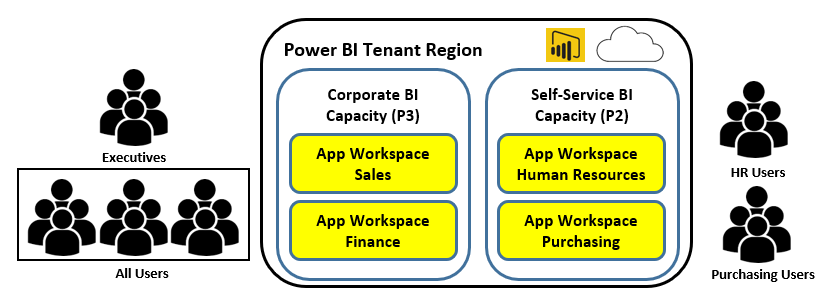 Power BI Tenant Region
Executives
All Users
Corporate BI
Capacity (P3)
App Workspace
Sales
App Workspace
Finance
Self-Service BI
Capacity (P2)
App Workspace
Human Resources
App Workspace
Purchasing
HR Users
Purchasing Users